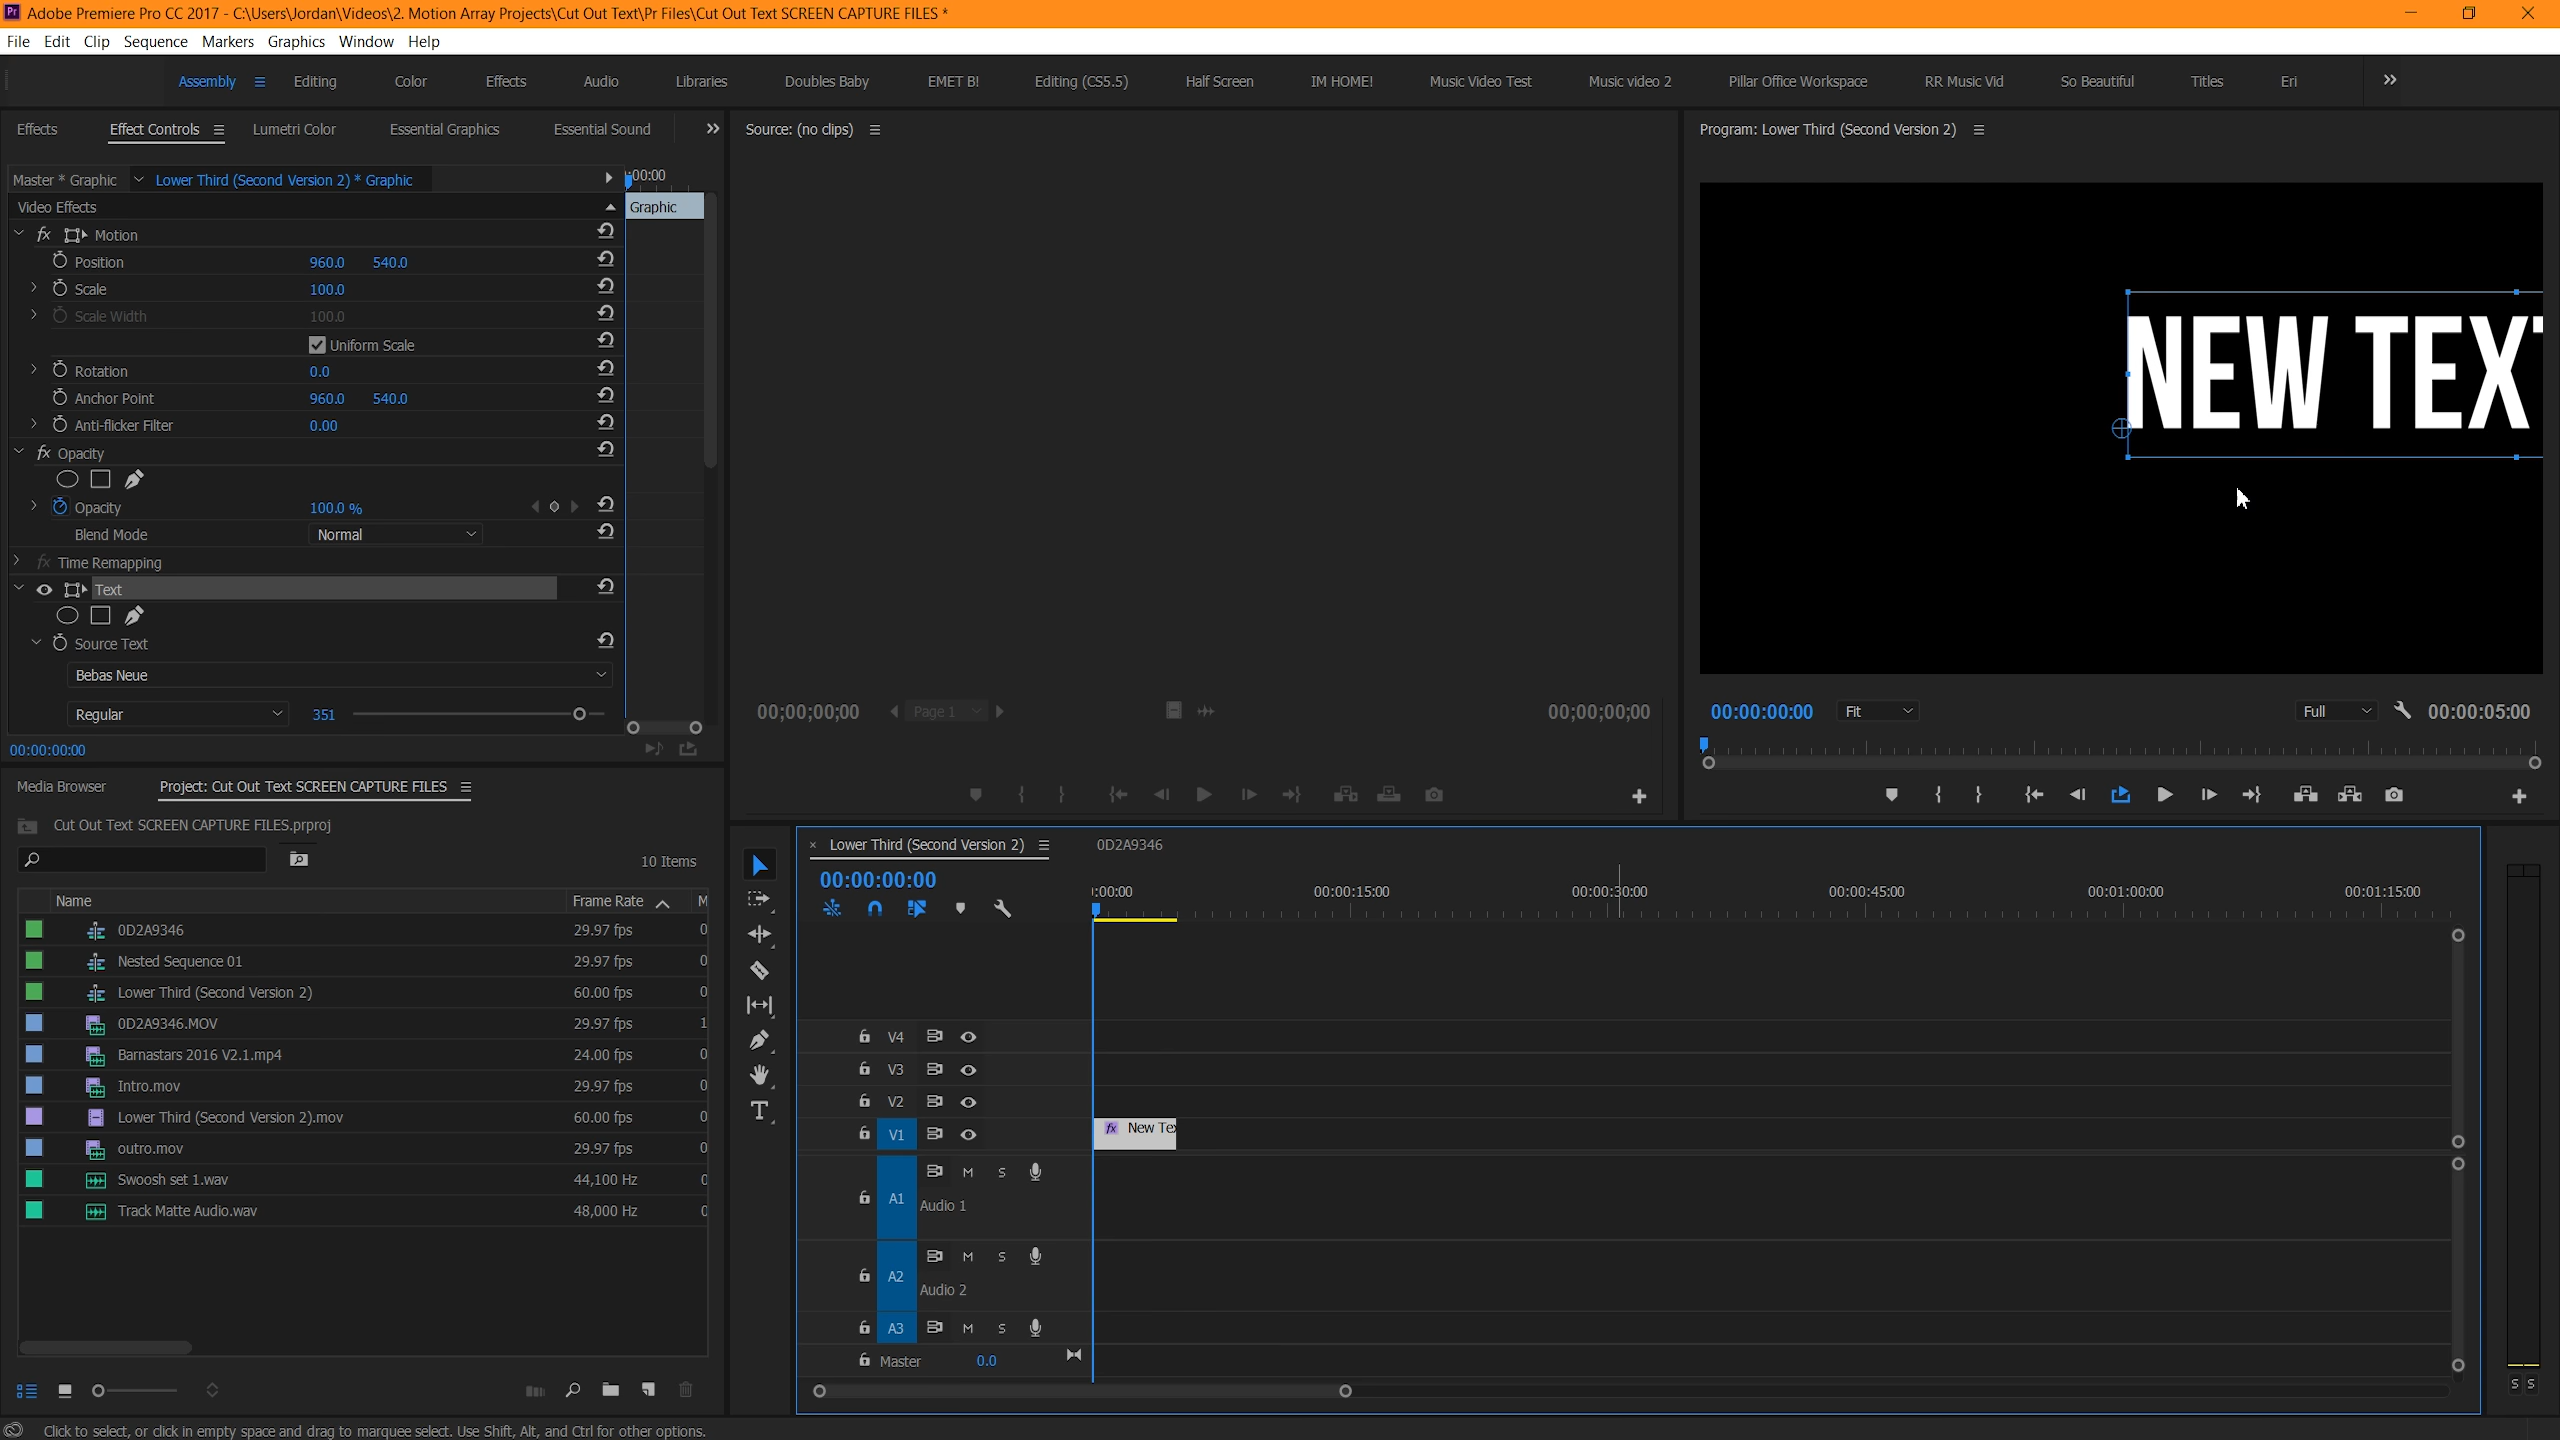 Adobe Premiere Pro CC 2017 - C:\Users\Jordan\Videos\2. Motion Array Projects\Cut Out Text\Pr Files\Cut Out Text SCREEN CAPTURE FILES *
File Edit Clip Sequence Markers Graphics Window Help
Assembly Editing Color Effects Audio Libraries Doubles Baby EMET B! Editing (CS5.5) Half Screen IM HOME! Music Video Test Music video 2 Pillar Office Workspace RR Music Vid So Beautiful Titles Eri
Effects Effect Controls Lumetri Color Essential Graphics Essential Sound
Master * Graphic Lower Third (Second Version 2) * Graphic :00:00
Video Effects Graphic
fx Motion
Position 960.0 540.0
Scale 100.0
Scale Width 100.0
Uniform Scale
Rotation 0.0
Anchor Point 960.0 540.0
Anti-flicker Filter 0.00
fx Opacity
Opacity 100.0 %
Blend Mode Normal
fx Time Remapping
Text
Source Text
Bebas Neue
Regular 351
00:00:00:00
Source: (no clips)
00;00;00;00 Page 1 00;00;00;00
Program: Lower Third (Second Version 2)
NEW TEXT
00:00:00:00 Fit Full 00:00:05:00
Media Browser Project: Cut Out Text SCREEN CAPTURE FILES
Cut Out Text SCREEN CAPTURE FILES.prproj
10 Items
Name Frame Rate M
0D2A9346 29.97 fps 0
Nested Sequence 01 29.97 fps 0
Lower Third (Second Version 2) 60.00 fps 0
0D2A9346.MOV 29.97 fps 1
Barnastars 2016 V2.1.mp4 24.00 fps 0
Intro.mov 29.97 fps 0
Lower Third (Second Version 2).mov 60.00 fps 0
outro.mov 29.97 fps 0
Swoosh set 1.wav 44,100 Hz 0
Track Matte Audio.wav 48,000 Hz 0
× Lower Third (Second Version 2) 0D2A9346
00:00:00:00
:00:00 00:00:15:00 00:00:30:00 00:00:45:00 00:01:00:00 00:01:15:00
V4
V3
V2
V1 fx New Tex
A1 M S
Audio 1
A2 M S
Audio 2
A3 M S
Master 0.0
S S
Click to select, or click in empty space and drag to marquee select. Use Shift, Alt, and Ctrl for other options.